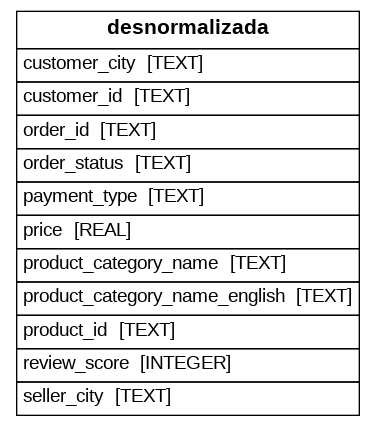 desnormalizada
customer_city [TEXT]
customer_id [TEXT]
order_id [TEXT]
order_status [TEXT]
payment_type [TEXT]
price [REAL]
product_category_name [TEXT]
product_category_name_english [TEXT]
product_id [TEXT]
review_score [INTEGER]
seller_city [TEXT]